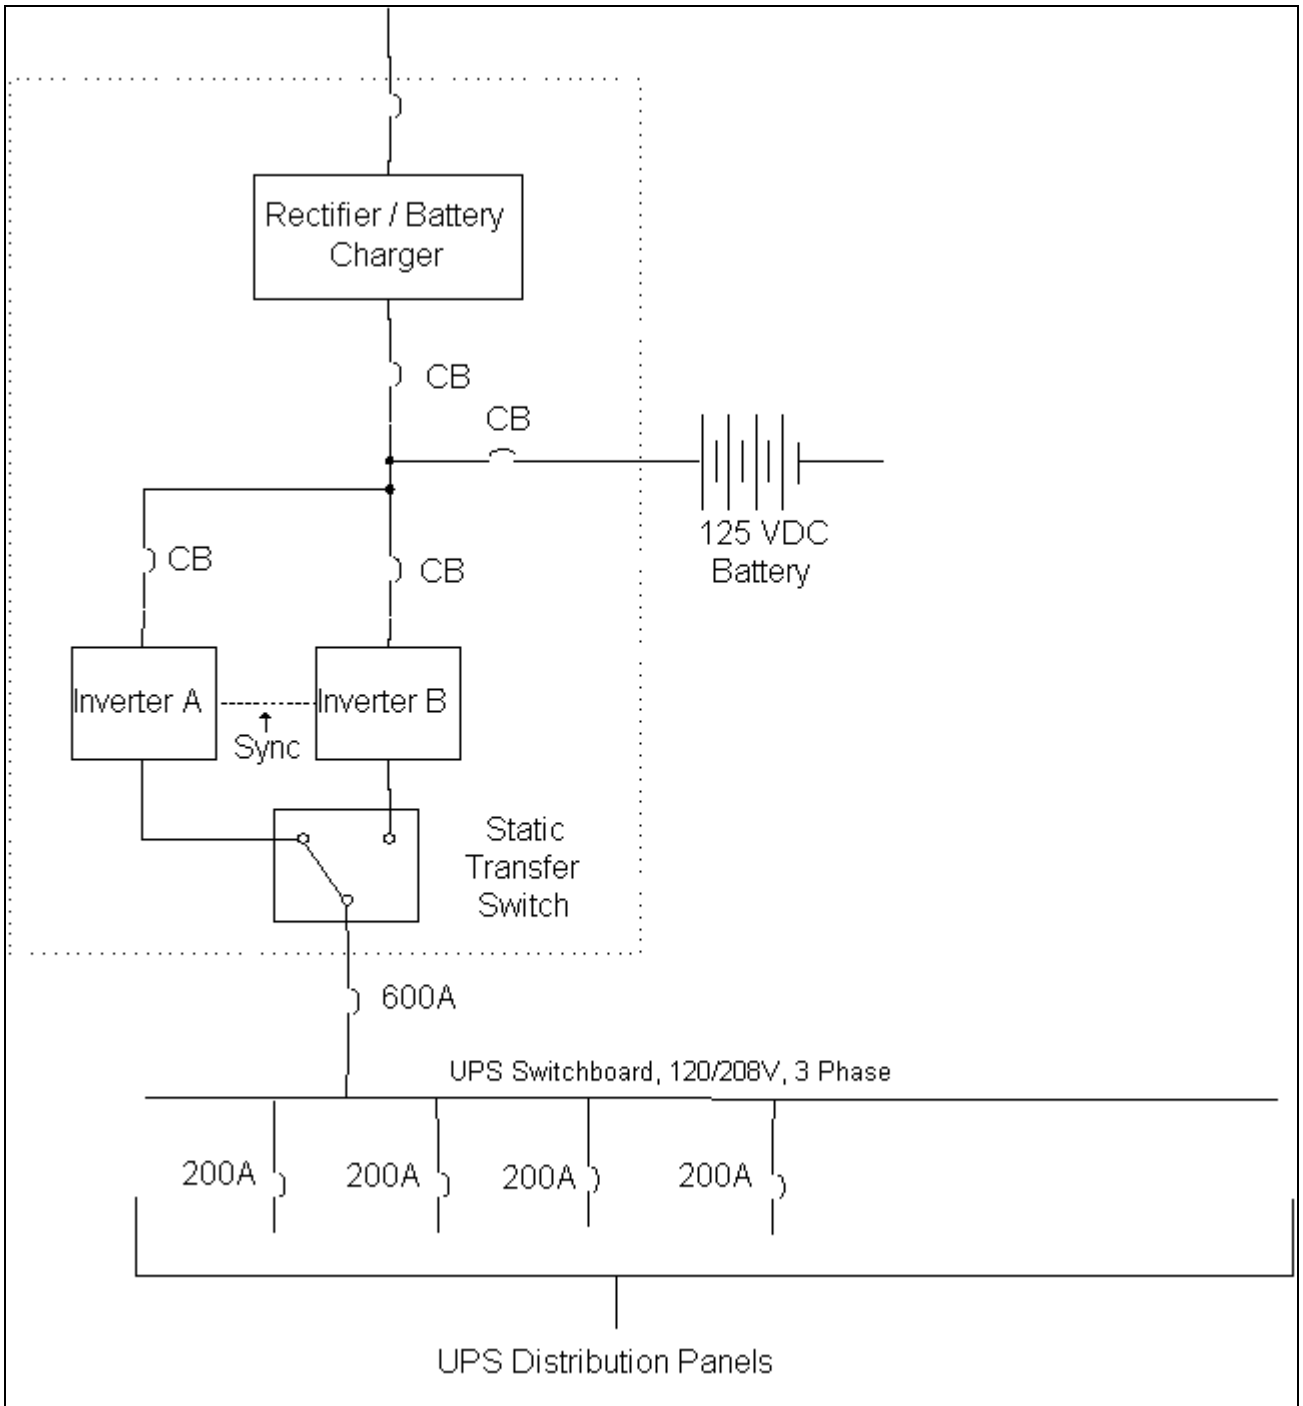 Rectifier / Battery
Charger
CB
CB
125 VDC
Battery
CB
CB
Inverter A
Inverter B
Sync
Static
Transfer
Switch
600A
UPS Switchboard, 120/208V, 3 Phase
200A
200A
200A
200A
UPS Distribution Panels